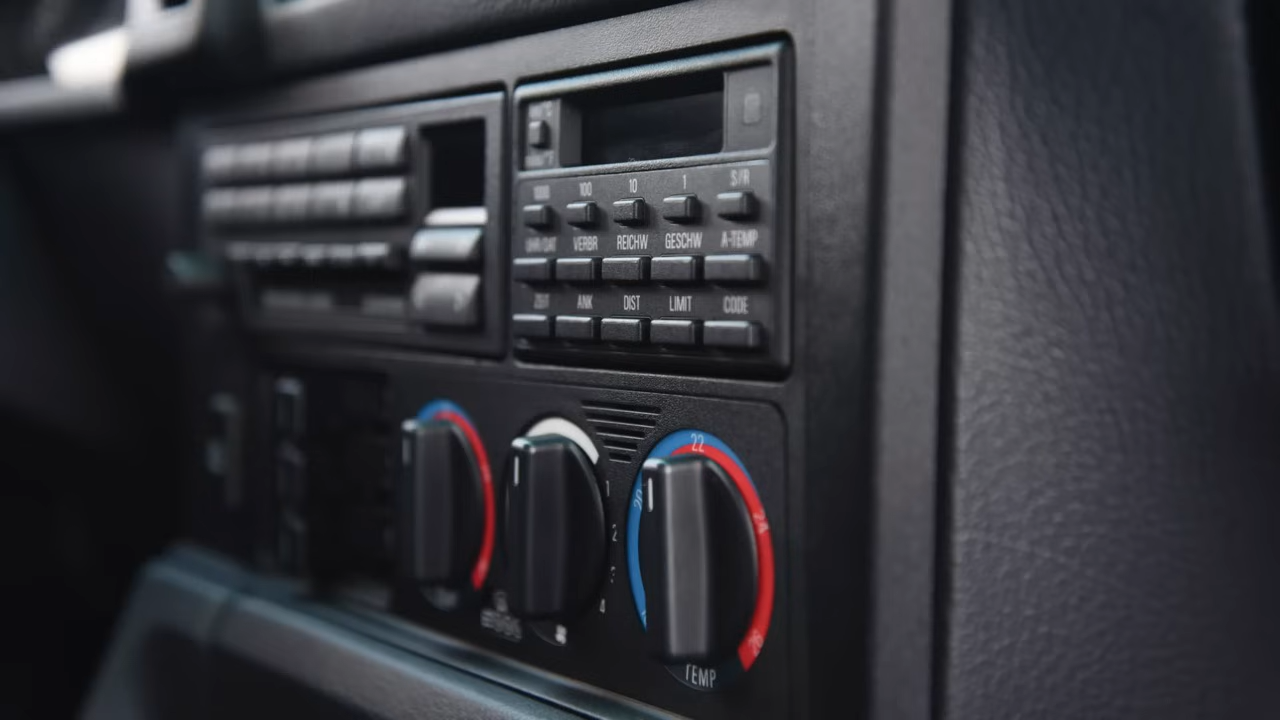 1000 100 10 1 S/R
UHR/DAT VERBR REICHW GESCHW A-TEMP
ZEIT ANK DIST LIMIT CODE
22
20
24
26
1
2
3
4
TEMP